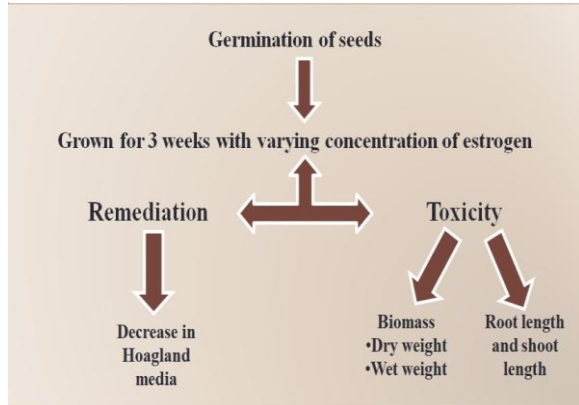 Germination of seeds
Grown for 3 weeks with varying concentration of estrogen
Remediation
Toxicity
Decrease in
Hoagland
media
Biomass
•Dry weight
•Wet weight
Root length
and shoot
length